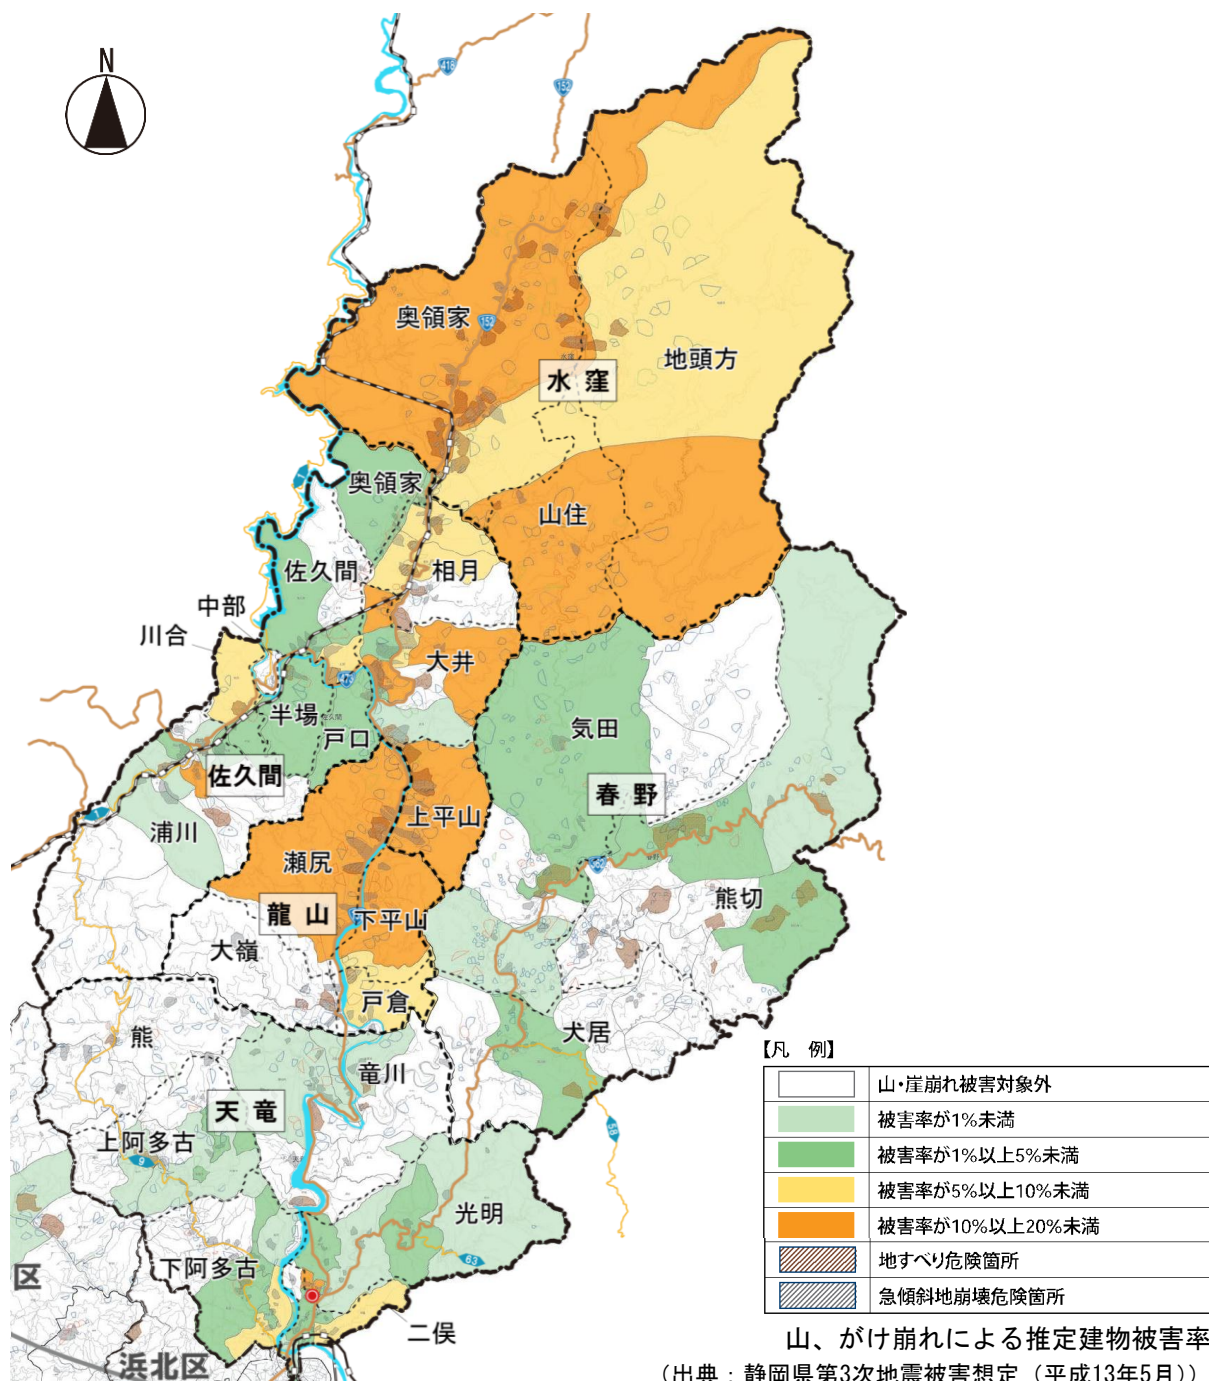 N
418
152
奥領家
152
地頭方
水窪
奥領家
山住
佐久間
相月
中部
川合
大井
気田
半場
戸口
佐久間
春野
上平山
浦川
瀬尻
熊切
龍山
下平山
大嶺
戸倉
犬居
熊
竜川
天竜
上阿多古
9
58
光明
下阿多古
63
区
二俣
浜北区
【凡 例】
山・崖崩れ被害対象外
被害率が1%未満
被害率が1%以上5%未満
被害率が5%以上10%未満
被害率が10%以上20%未満
地すべり危険箇所
急傾斜地崩壊危険箇所
山、がけ崩れによる推定建物被害率
(出典:静岡県第3次地震被害想定(平成13年5月))